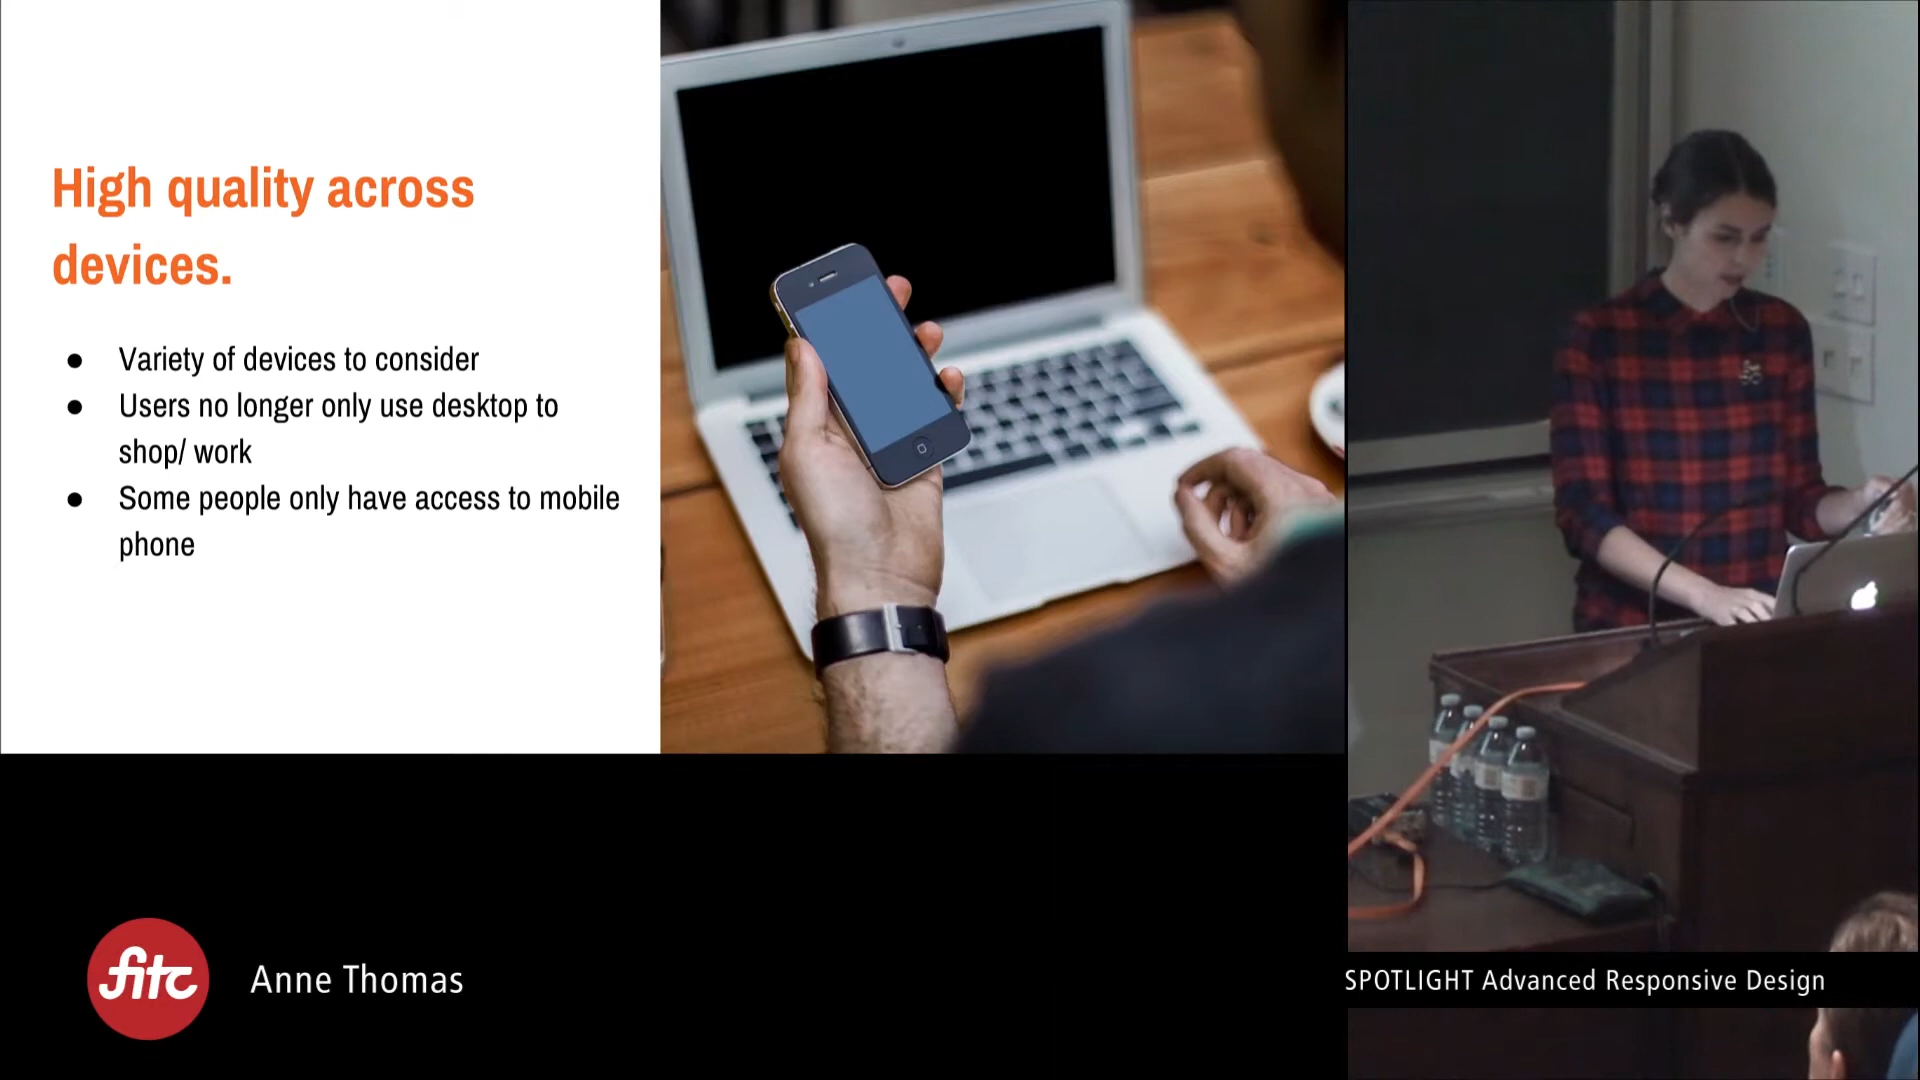 High quality across
devices.
● Variety of devices to consider
● Users no longer only use desktop to
shop/ work
● Some people only have access to mobile
phone
fitc
Anne Thomas
SPOTLIGHT Advanced Responsive Design